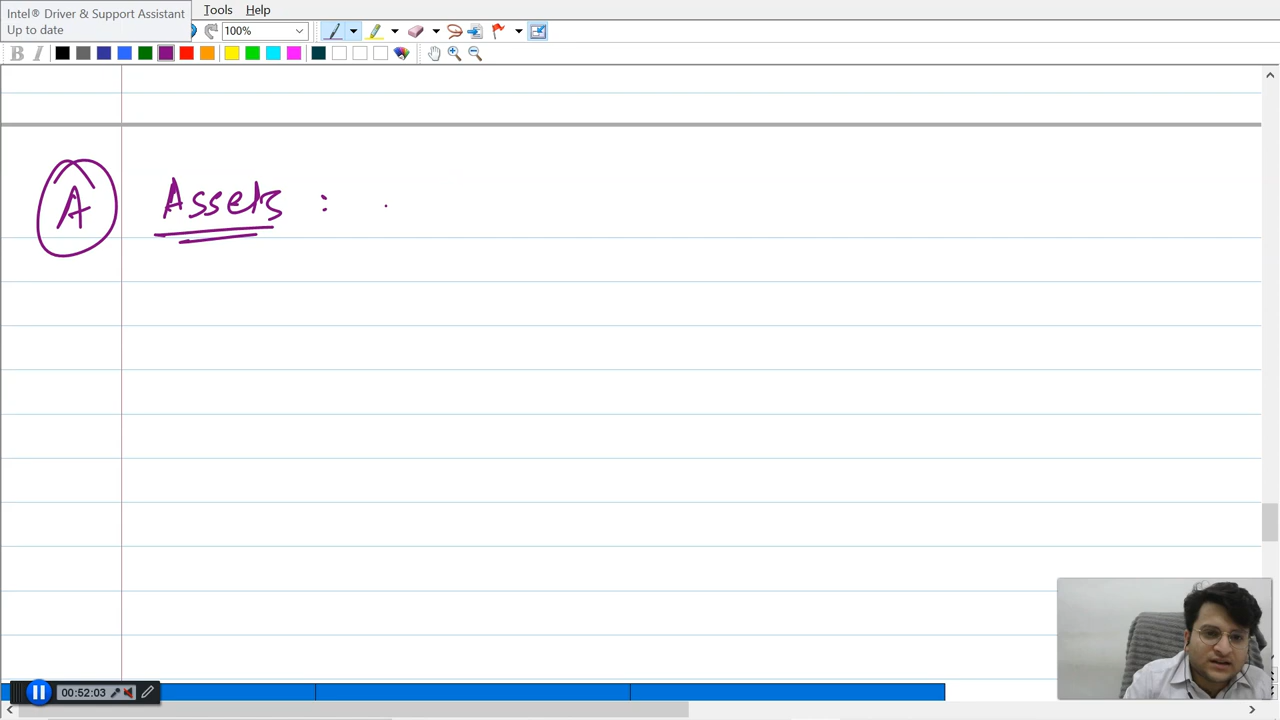 Intel® Driver & Support Assistant
Up to date
Tools Help
100%
B I
A Assets :
00:52:03